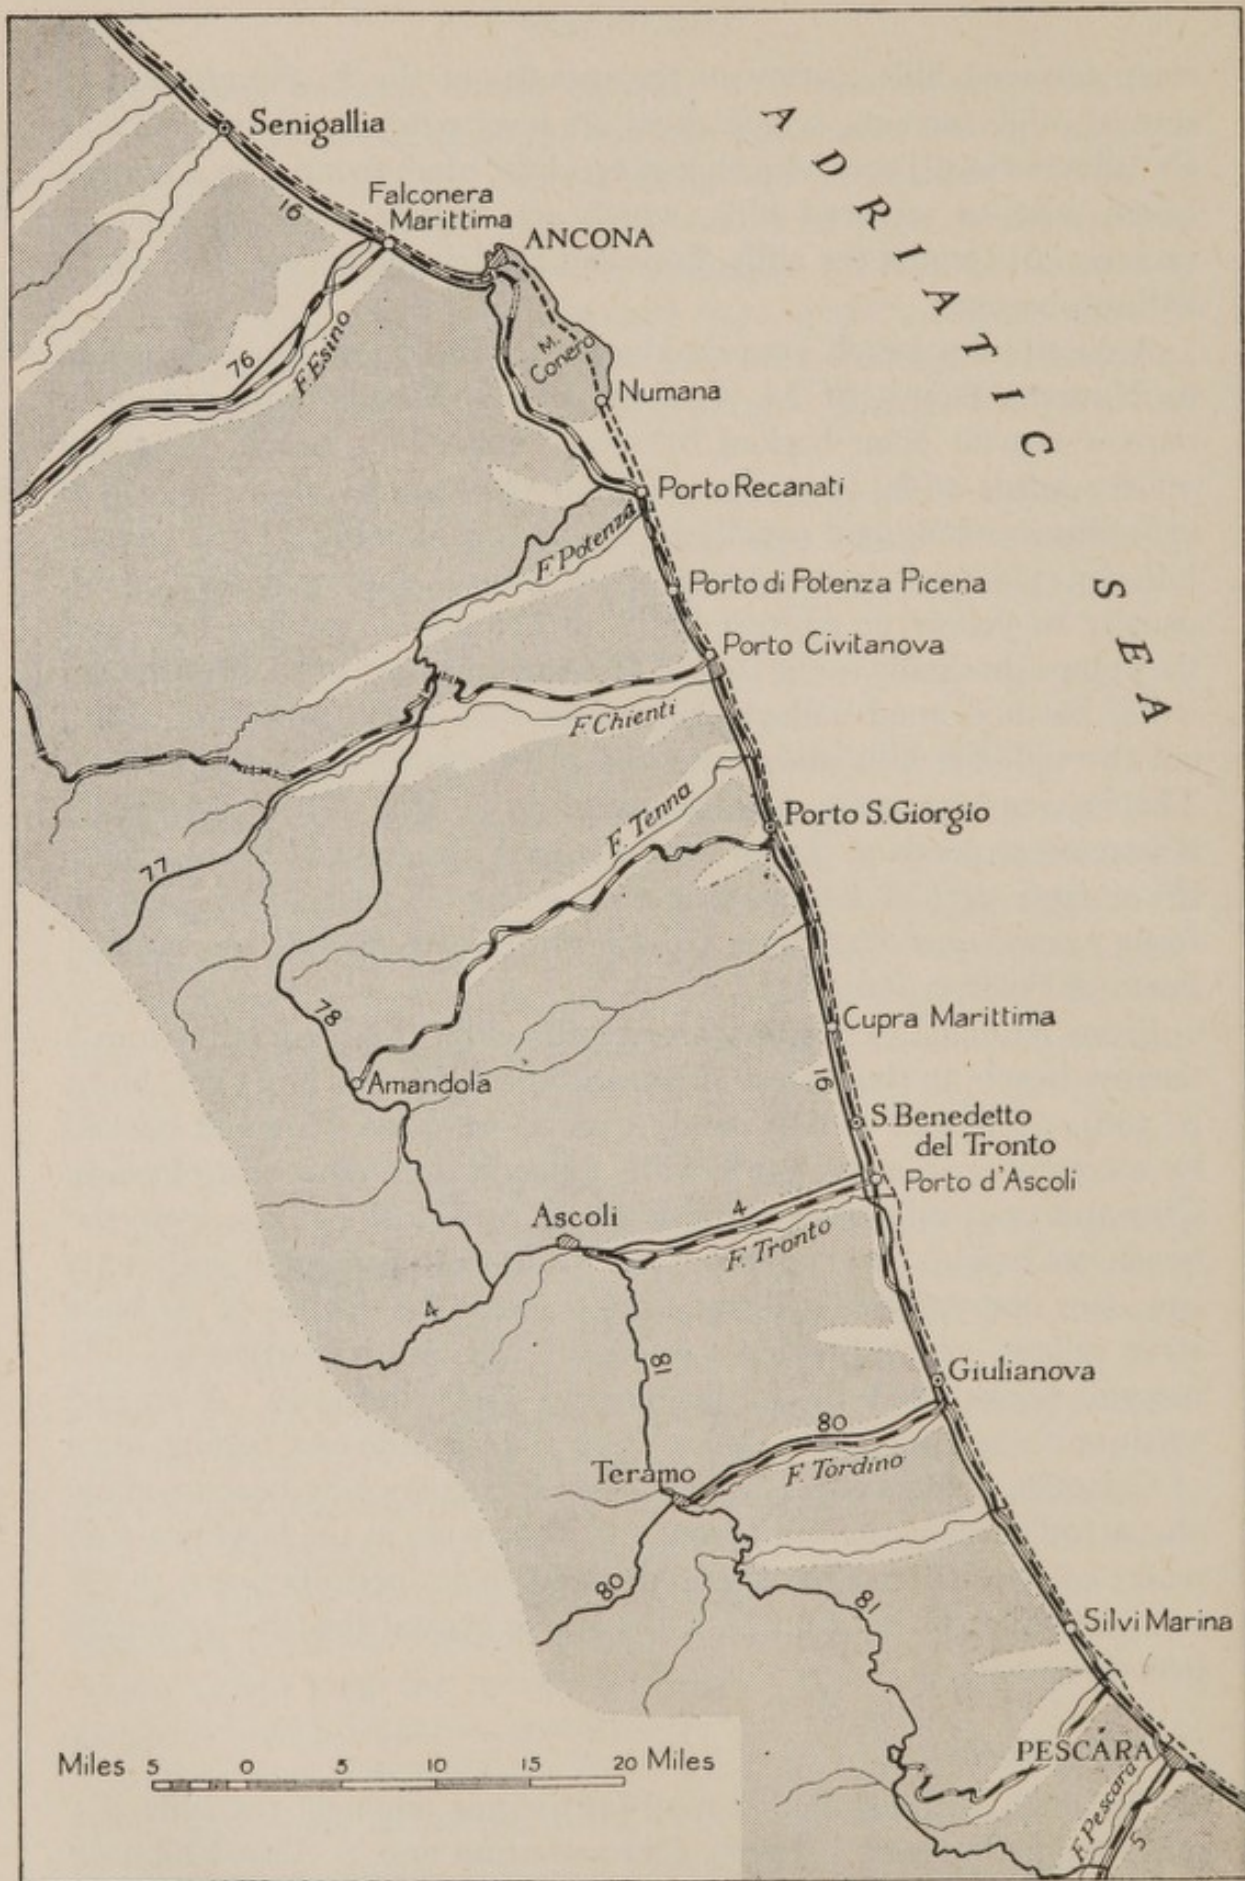 ADRIATIC SEA
Senigallia
16
Falconera
Marittima
ANCONA
76
F. Esino
M.
Conero
Numana
Porto Recanati
F. Potenza
Porto di Potenza Picena
Porto Civitanova
F. Chienti
F. Tenna
Porto S. Giorgio
77
78
Cupra Marittima
16
Amandola
S. Benedetto
del Tronto
Porto d'Ascoli
Ascoli
4
F. Tronto
4
81
Giulianova
80
Teramo
F. Tordino
80
81
Silvi Marina
PESCÁRA
F. Pescara
5
Miles 5 0 5 10 15 20 Miles